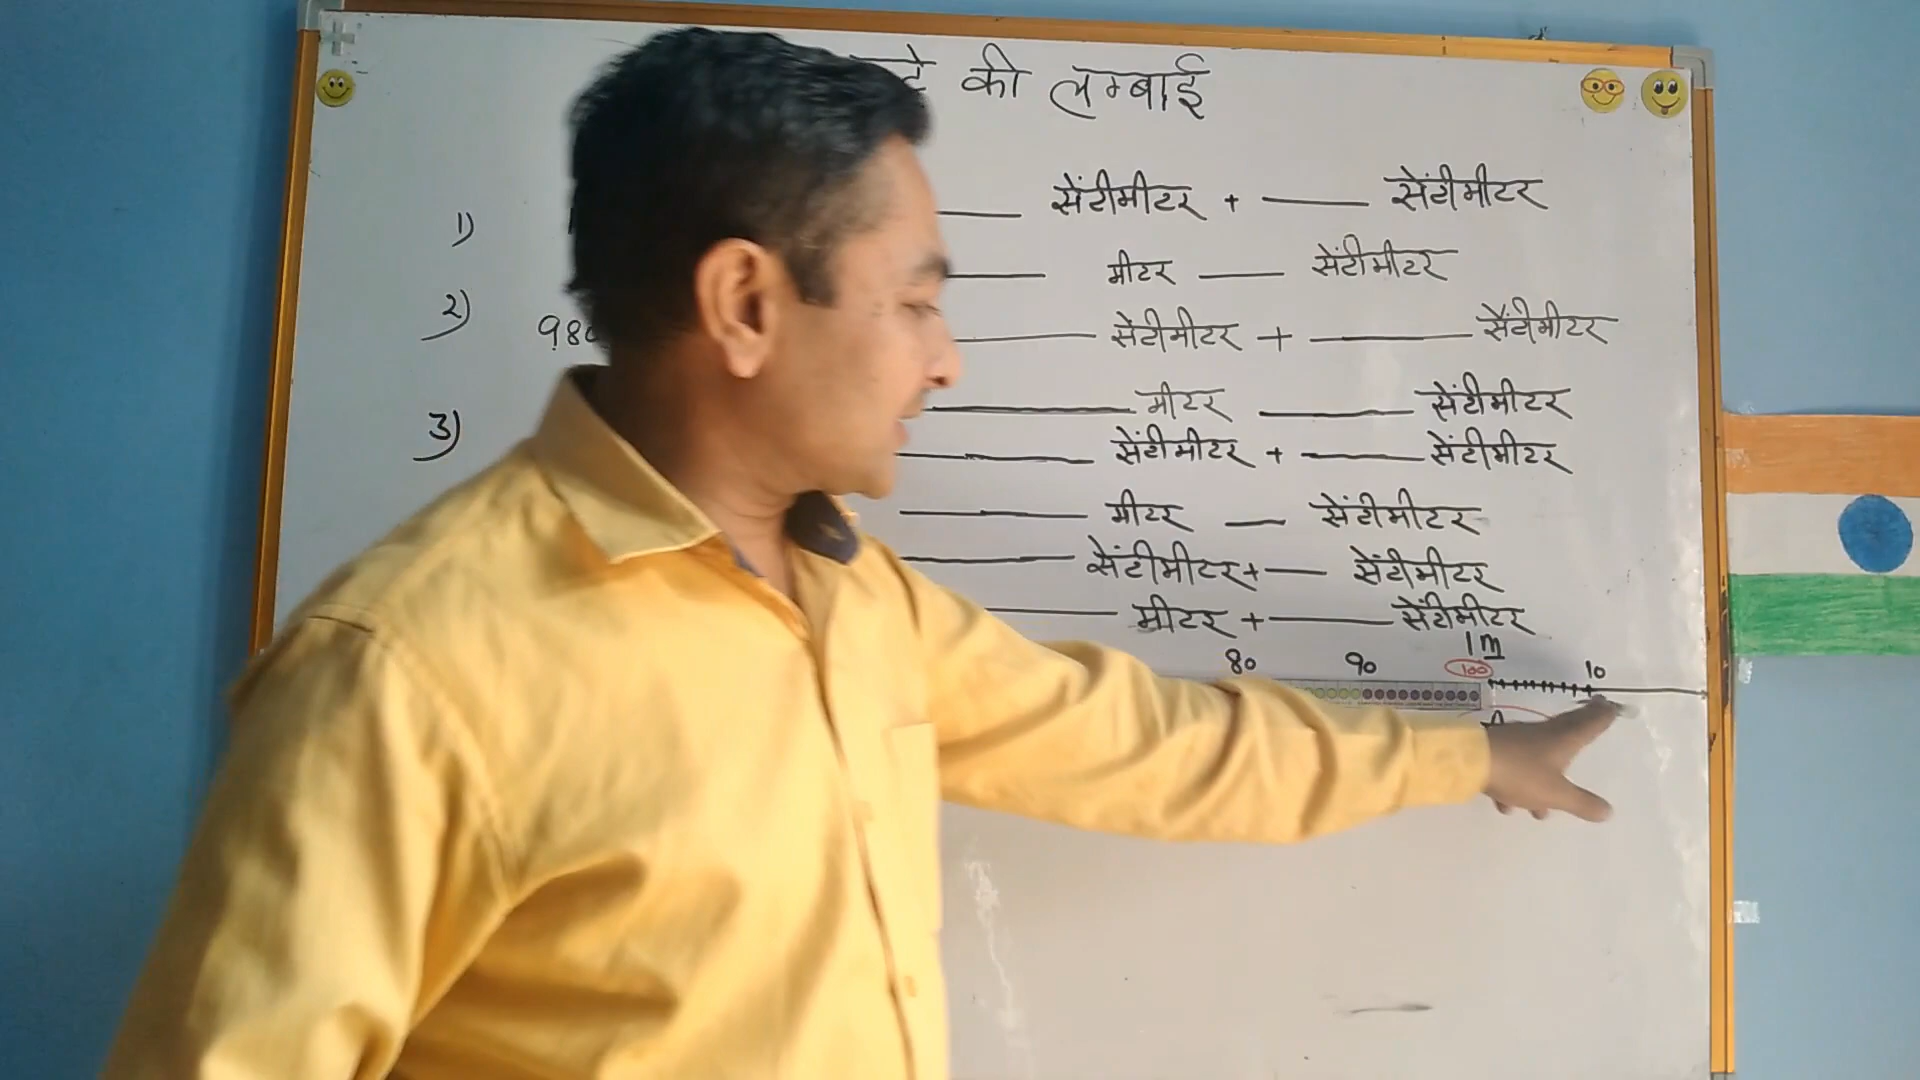 की लम्बाई
1) ____ सेंटीमीटर + ____ सेंटीमीटर
____ मीटर ____ सेंटीमीटर
2) ____ सेंटीमीटर + ____ सेंटीमीटर
____ मीटर ____ सेंटीमीटर
3) ____ सेंटीमीटर + ____ सेंटीमीटर
____ मीटर ____ सेंटीमीटर
____ सेंटीमीटर + ____ सेंटीमीटर
____ मीटर + ____ सेंटीमीटर
1 m
80 90 100 10